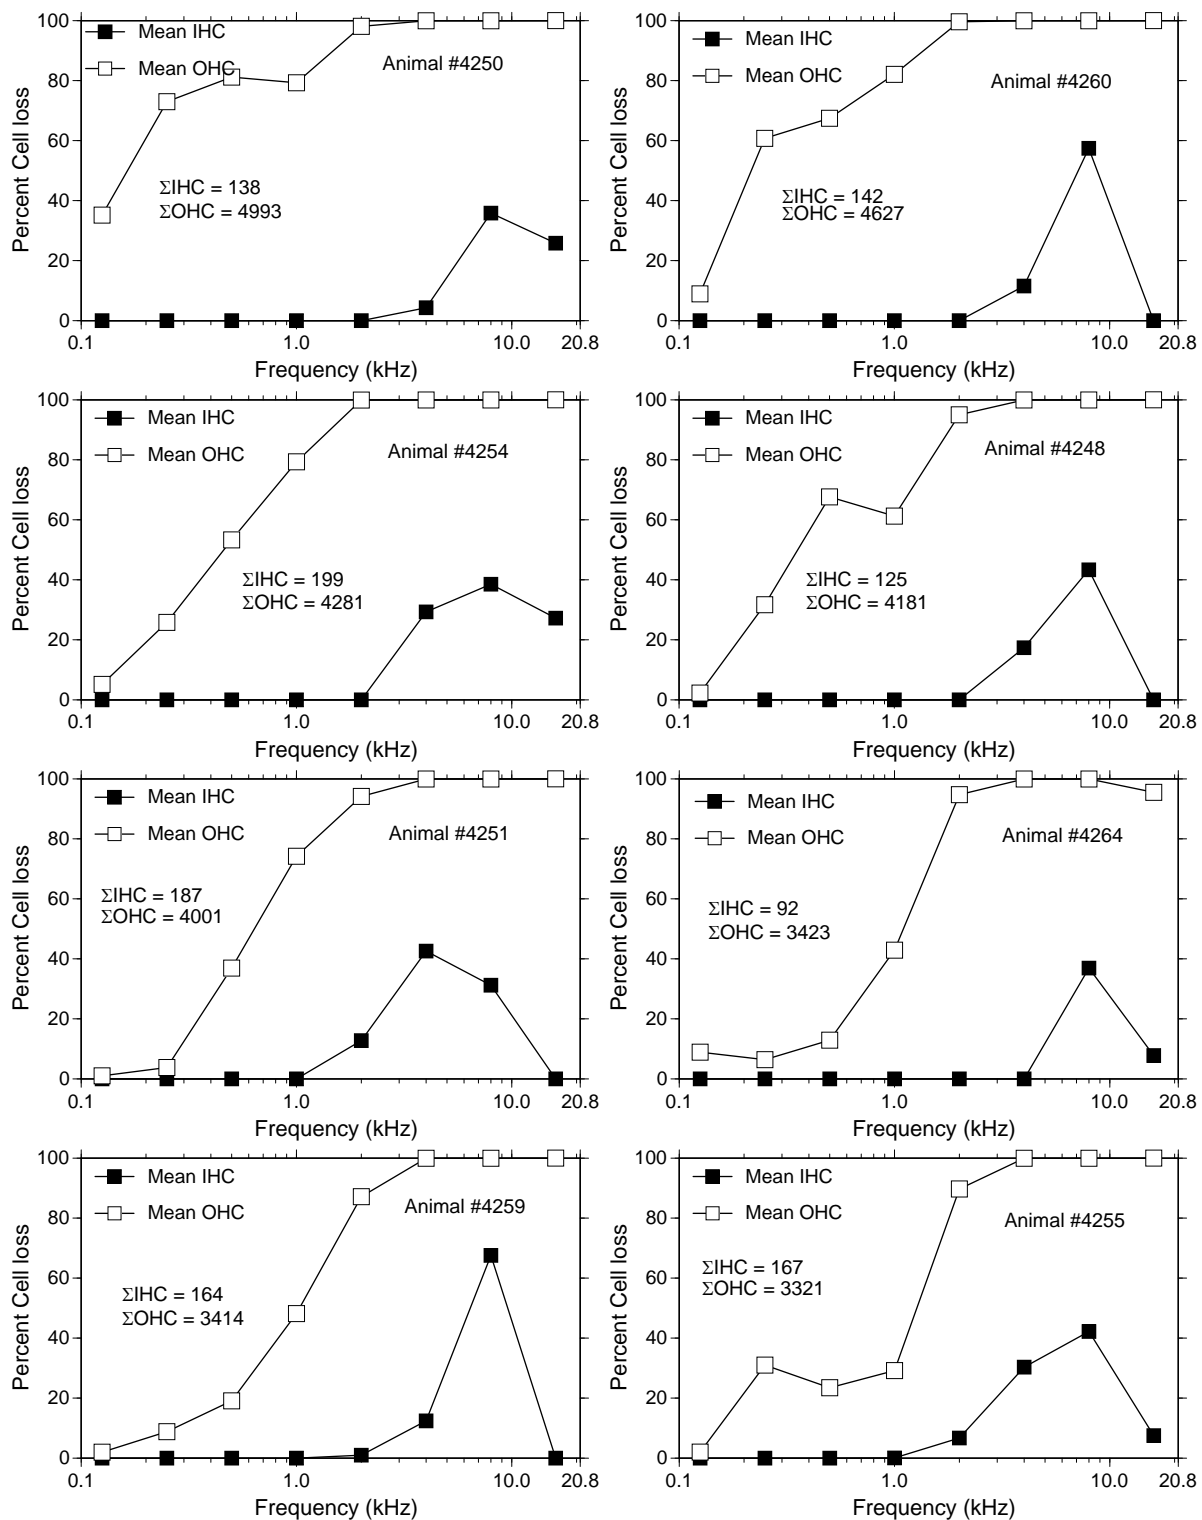 Percent Cell loss
100
80
60
40
20
0
Mean IHC
Mean OHC
Animal #4250
ΣIHC = 138
ΣOHC = 4993
0.1
1.0
10.0
20.8
Frequency (kHz)
Percent Cell loss
100
80
60
40
20
0
Mean IHC
Mean OHC
Animal #4260
ΣIHC = 142
ΣOHC = 4627
0.1
1.0
10.0
20.8
Frequency (kHz)
Percent Cell loss
100
80
60
40
20
0
Mean IHC
Mean OHC
Animal #4254
ΣIHC = 199
ΣOHC = 4281
0.1
1.0
10.0
20.8
Frequency (kHz)
Percent Cell loss
100
80
60
40
20
0
Mean IHC
Mean OHC
Animal #4248
ΣIHC = 125
ΣOHC = 4181
0.1
1.0
10.0
20.8
Frequency (kHz)
Percent Cell loss
100
80
60
40
20
0
Mean IHC
Mean OHC
Animal #4251
ΣIHC = 187
ΣOHC = 4001
0.1
1.0
10.0
20.8
Frequency (kHz)
Percent Cell loss
100
80
60
40
20
0
Mean IHC
Mean OHC
Animal #4264
ΣIHC = 92
ΣOHC = 3423
0.1
1.0
10.0
20.8
Frequency (kHz)
Percent Cell loss
100
80
60
40
20
0
Mean IHC
Mean OHC
Animal #4259
ΣIHC = 164
ΣOHC = 3414
0.1
1.0
10.0
20.8
Frequency (kHz)
Percent Cell loss
100
80
60
40
20
0
Mean IHC
Mean OHC
Animal #4255
ΣIHC = 167
ΣOHC = 3321
0.1
1.0
10.0
20.8
Frequency (kHz)